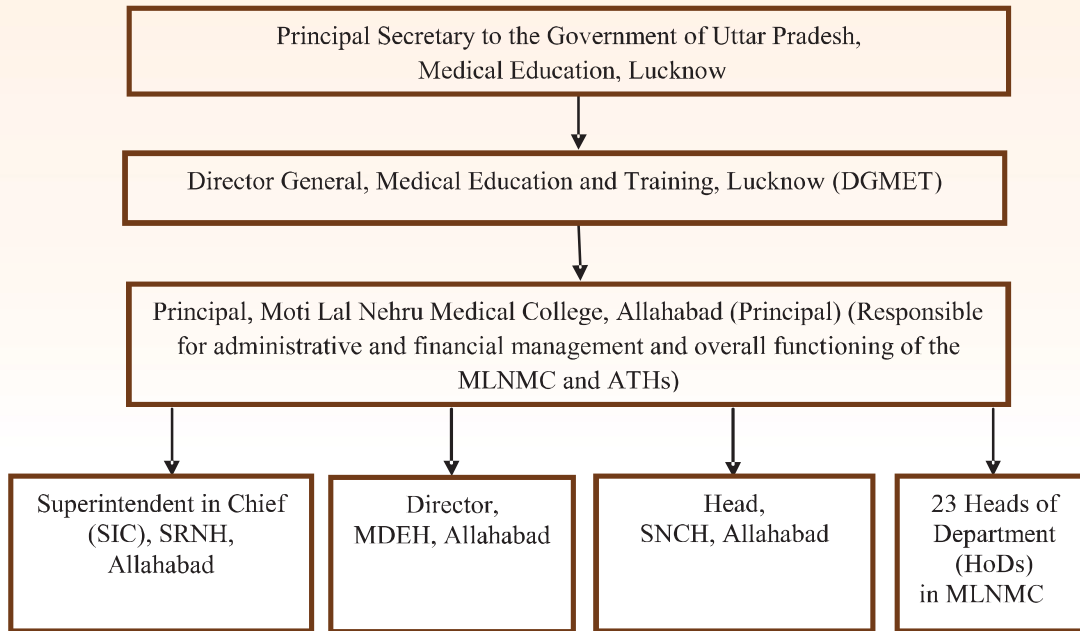 Principal Secretary to the Government of Uttar Pradesh,
Medical Education, Lucknow
Director General, Medical Education and Training, Lucknow (DGMET)
Principal, Moti Lal Nehru Medical College, Allahabad (Principal) (Responsible
for administrative and financial management and overall functioning of the
MLNMC and ATHs)
Superintendent in Chief
(SIC), SRNH,
Allahabad
Director,
MDEH, Allahabad
Head,
SNCH, Allahabad
23 Heads of
Department
(HoDs)
in MLNMC